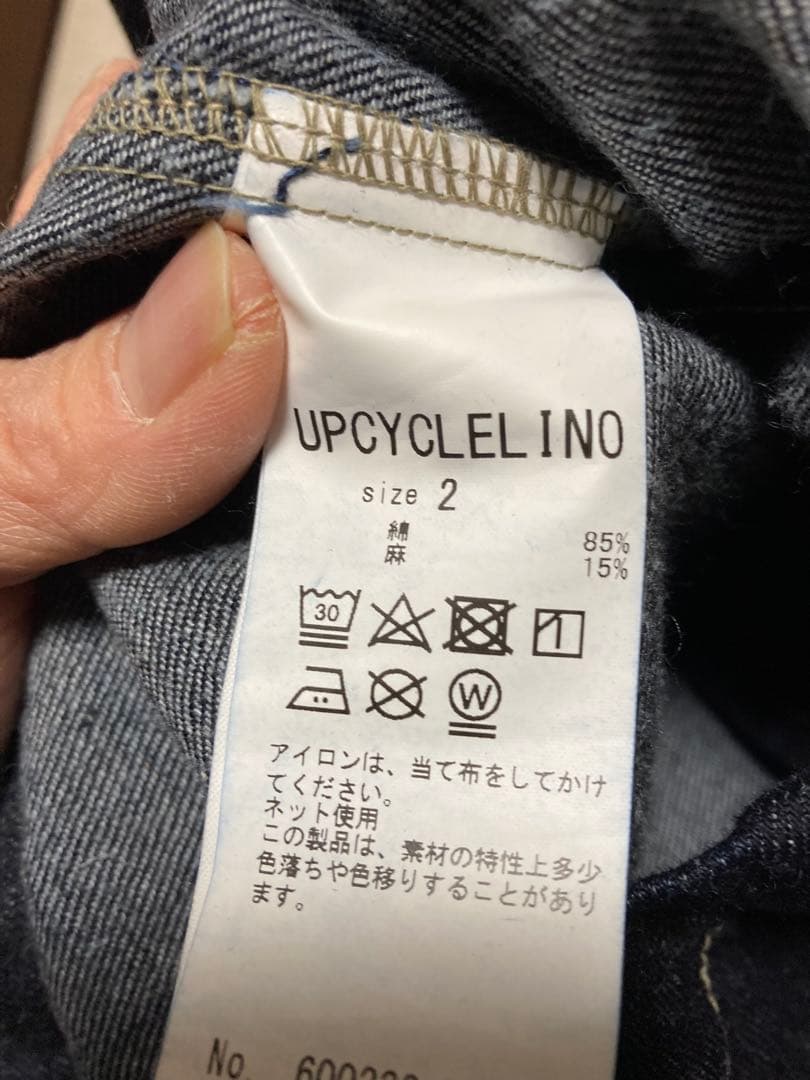 UPCYCLELINO
size 2
綿 85%
麻 15%
30
W
アイロンは、当て布をしてかけ
てください。
ネット使用
この製品は、素材の特性上多少
色落ちや色移りすることがあり
ます。
No.